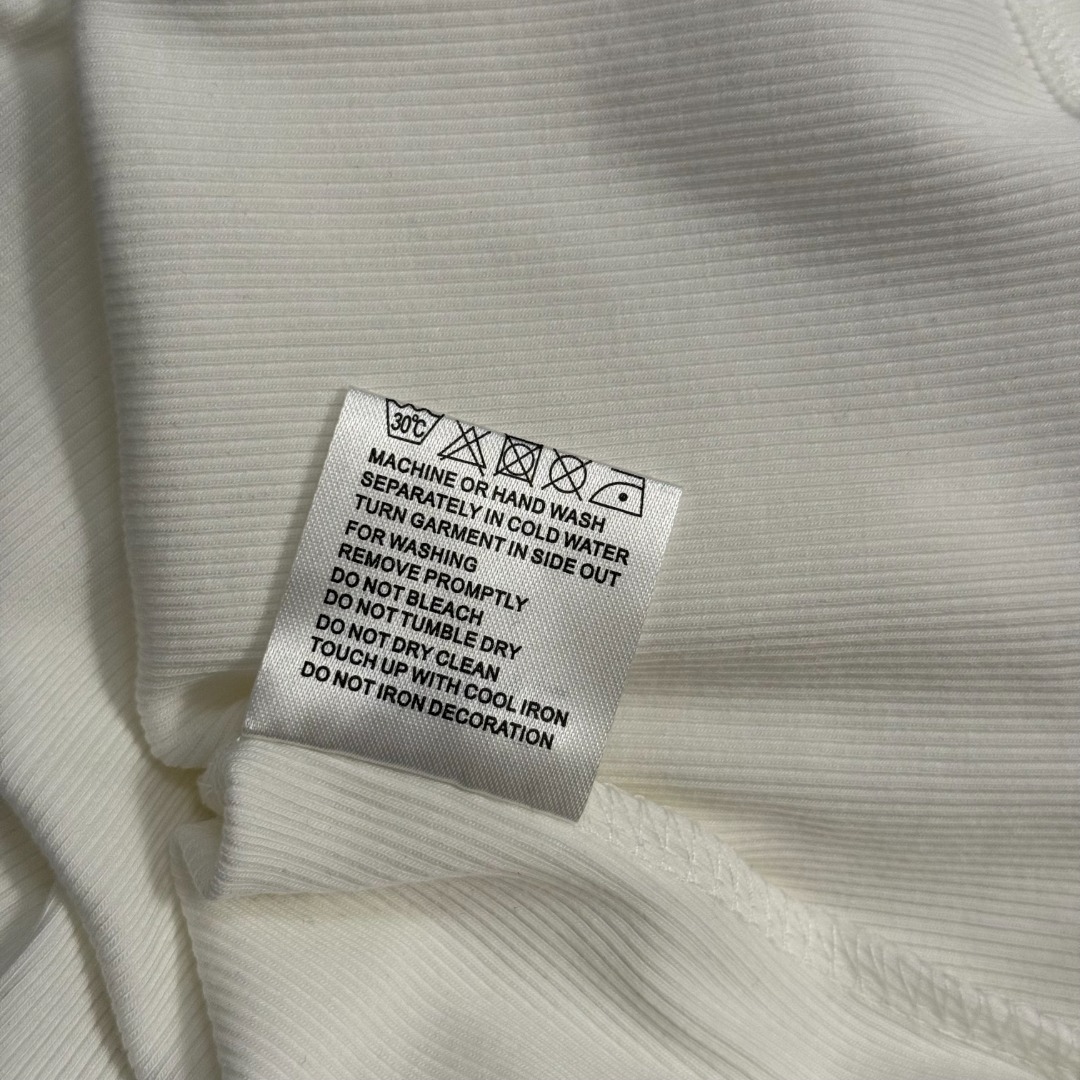 30℃
MACHINE OR HAND WASH
SEPARATELY IN COLD WATER
TURN GARMENT IN SIDE OUT
FOR WASHING
REMOVE PROMPTLY
DO NOT BLEACH
DO NOT TUMBLE DRY
DO NOT DRY CLEAN
TOUCH UP WITH COOL IRON
DO NOT IRON DECORATION